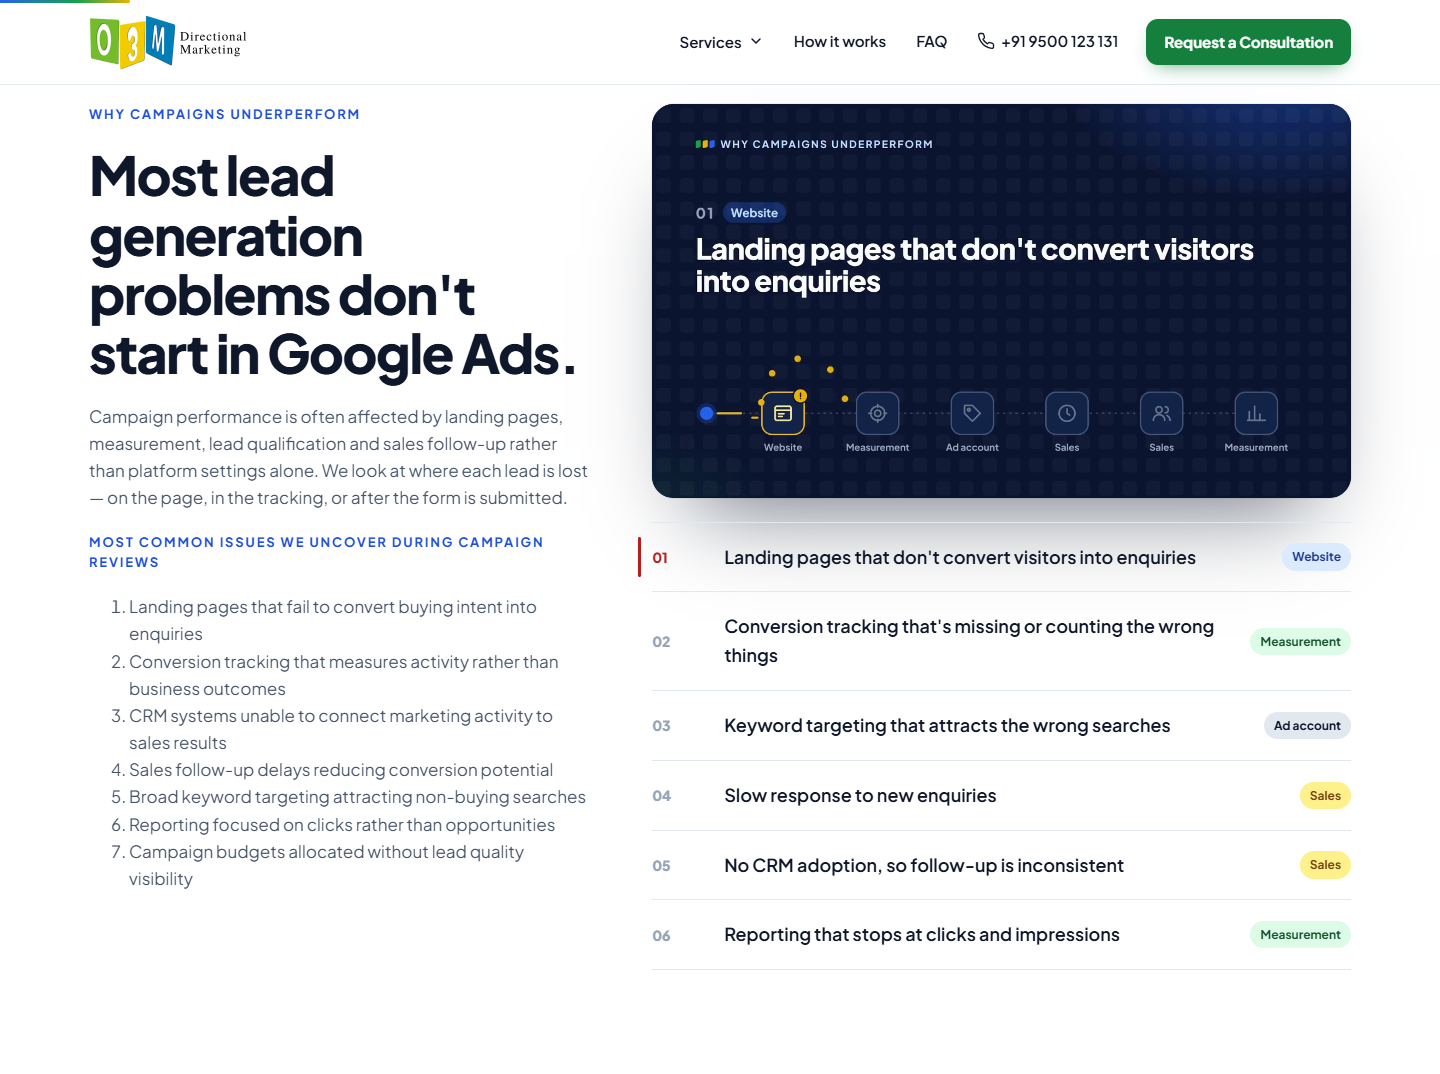 O3M Directional
Marketing
Services
How it works
FAQ
+91 9500 123 131
Request a Consultation
WHY CAMPAIGNS UNDERPERFORM
Most lead
generation
problems don't
start in Google Ads.
Campaign performance is often affected by landing pages,
measurement, lead qualification and sales follow-up rather
than platform settings alone. We look at where each lead is lost
— on the page, in the tracking, or after the form is submitted.
MOST COMMON ISSUES WE UNCOVER DURING CAMPAIGN
REVIEWS
1. Landing pages that fail to convert buying intent into
enquiries
2. Conversion tracking that measures activity rather than
business outcomes
3. CRM systems unable to connect marketing activity to
sales results
4. Sales follow-up delays reducing conversion potential
5. Broad keyword targeting attracting non-buying searches
6. Reporting focused on clicks rather than opportunities
7. Campaign budgets allocated without lead quality
visibility
WHY CAMPAIGNS UNDERPERFORM
01 Website
Landing pages that don't convert visitors
into enquiries
!
Website
Measurement
Ad account
Sales
Sales
Measurement
01 Landing pages that don't convert visitors into enquiries Website
02 Conversion tracking that's missing or counting the wrong
things Measurement
03 Keyword targeting that attracts the wrong searches Ad account
04 Slow response to new enquiries Sales
05 No CRM adoption, so follow-up is inconsistent Sales
06 Reporting that stops at clicks and impressions Measurement